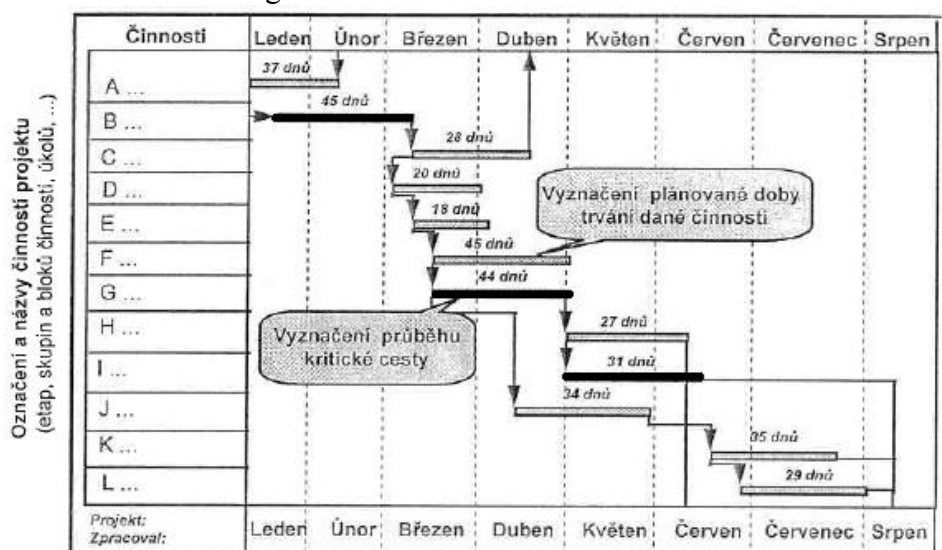 Činnosti Leden Únor Březen Duben Květen Červen Červenec Srpen
37 dnů
A ...
45 dnů
B ...
28 dnů
C ...
20 dnů
D ...
Vyznačení plánované doby
trvání dané činnosti
18 dnů
E ...
45 dnů
F ...
44 dnů
G ...
27 dnů
H ...
Vyznačení průběhu
kritické cesty
31 dnů
I ...
34 dnů
J ...
35 dnů
K ...
29 dnů
L ...
Označení a názvy činností projektu
(etap, skupin a bloků činností, úkolů, ...)
Projekt:
Zpracoval:
Leden Únor Březen Duben Květen Červen Červenec Srpen